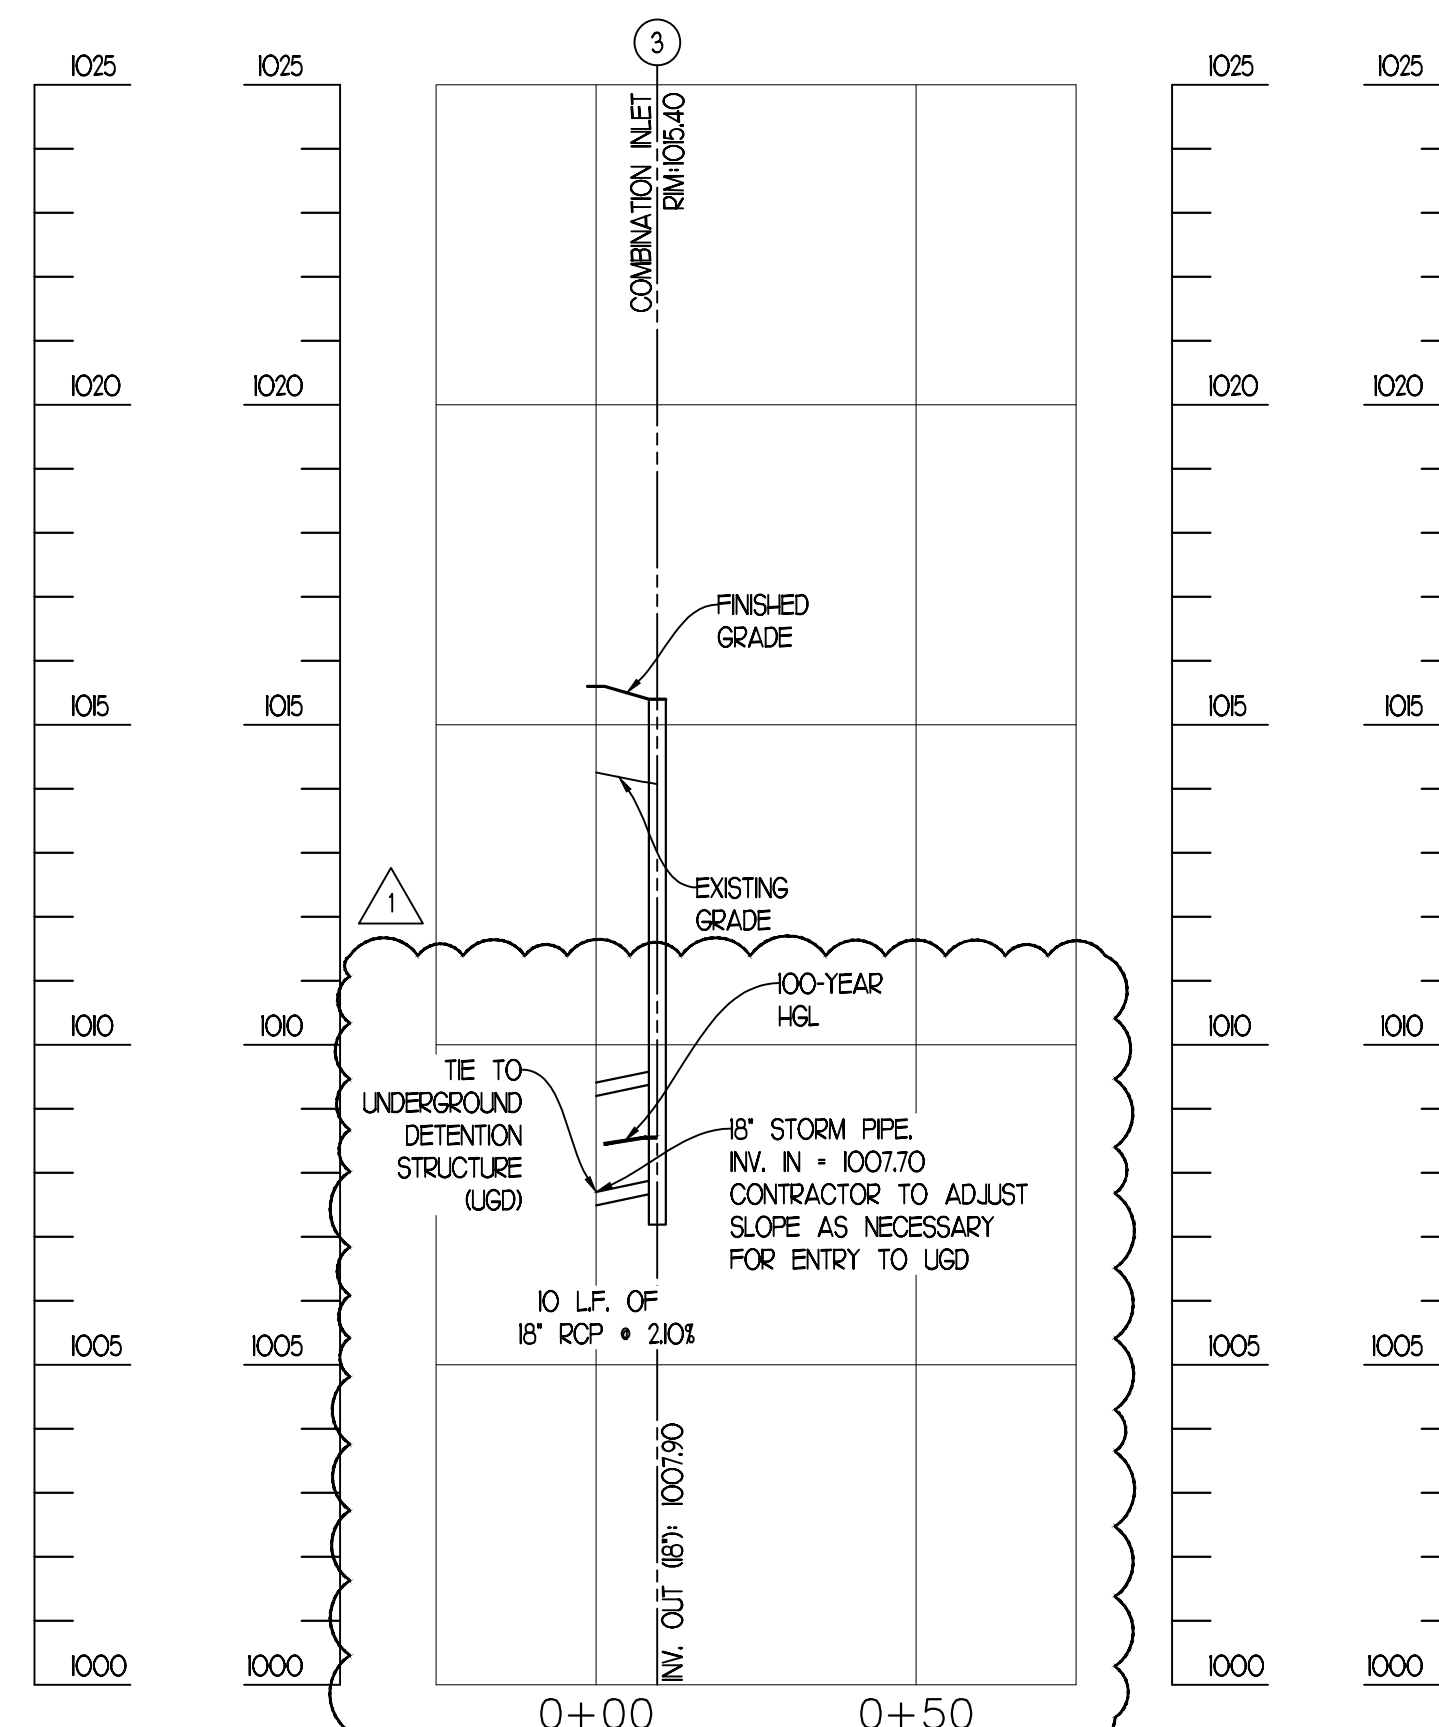 3
1025
1025
1025
1025
COMBINATION INLET
RIM:1015.40
1020
1020
1020
1020
FINISHED
GRADE
1015
1015
1015
1015
EXISTING
GRADE
1
100-YEAR
HGL
1010
1010
1010
1010
TIE TO
UNDERGROUND
DETENTION
STRUCTURE
(UGD)
18" STORM PIPE.
INV. IN = 1007.70
CONTRACTOR TO ADJUST
SLOPE AS NECESSARY
FOR ENTRY TO UGD
10 L.F. OF
18" RCP @ 2.10%
1005
1005
1005
1005
INV. OUT (18"): 1007.90
1000
1000
1000
1000
0+00
0+50